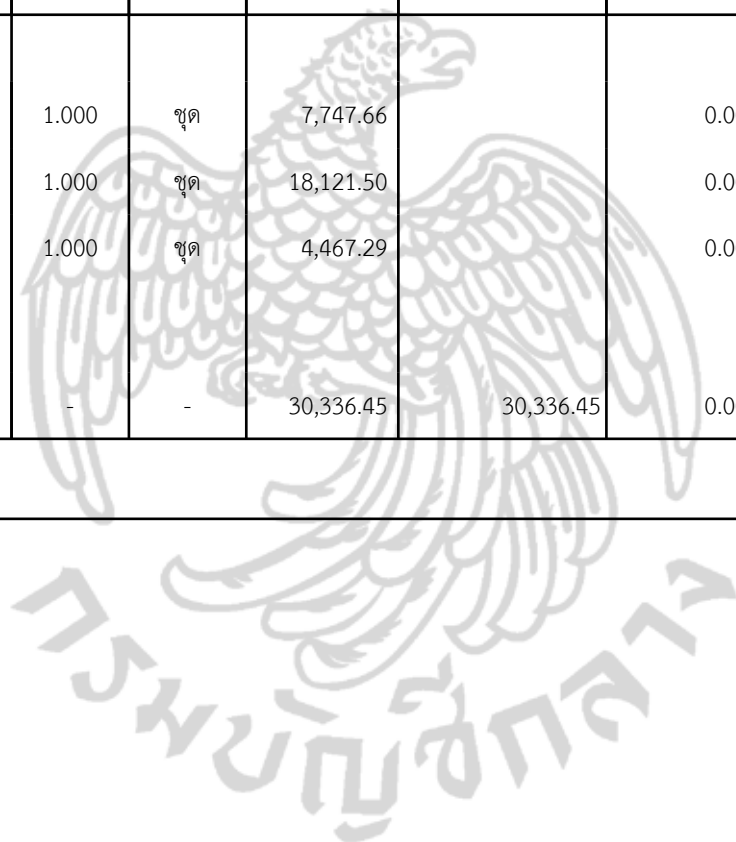 1.000 ชุด 7,747.66 0.0
1.000 ชุด 18,121.50 0.0
1.000 ชุด 4,467.29 0.0
- - 30,336.45 30,336.45 0.0
กรมบัญชีกลาง